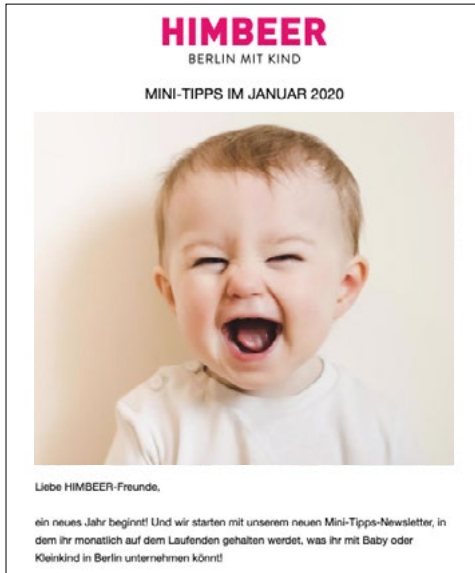 HIMBEER
BERLIN MIT KIND
MINI-TIPPS IM JANUAR 2020
Liebe HIMBEER-Freunde,
ein neues Jahr beginnt! Und wir starten mit unserem neuen Mini-Tipps-Newsletter, in
dem ihr monatlich auf dem Laufenden gehalten werdet, was ihr mit Baby oder
Kleinkind in Berlin unternehmen könnt!